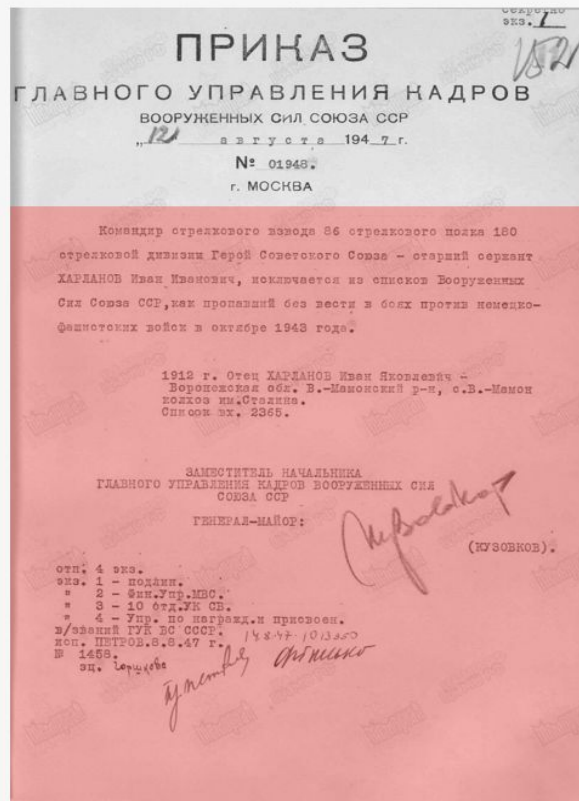 Секретно
экз. 1
ПРИКАЗ
ГЛАВНОГО УПРАВЛЕНИЯ КАДРОВ
ВООРУЖЕННЫХ СИЛ СОЮЗА ССР
„12" августа 1947 г.
№ 01948.
г. МОСКВА
Командир стрелкового взвода 86 стрелкового полка 180
стрелковой дивизии Герой Советского Союза – старший сержант
ХАРЛАНОВ Иван Иванович, исключается из списков Вооруженных
Сил Союза ССР, как пропавший без вести в боях против немецко-
фашистских войск в октябре 1943 года.
1912 г. Отец ХАРЛАНОВ Иван Яковлевич –
Воронежская обл. В.-Мамонский р-н, с.В.-Мамон
колхоз им.Сталина.
Список вх. 2365.
ЗАМЕСТИТЕЛЬ НАЧАЛЬНИКА
ГЛАВНОГО УПРАВЛЕНИЯ КАДРОВ ВООРУЖЕННЫХ СИЛ
СОЮЗА ССР
ГЕНЕРАЛ-МАЙОР:
(КУЗОВКОВ).
отп. 4 экз.
экз. 1 – подлин.
" 2 – Фин.Упр.МВС.
" 3 – 10 отд.УК СВ.
" 4 – Упр. по награжд.и присвоен.
в/званий ГУК ВС СССР.
исп. ПЕТРОВ.8.8.47 г.
№ 1458.
эц. Горшкова